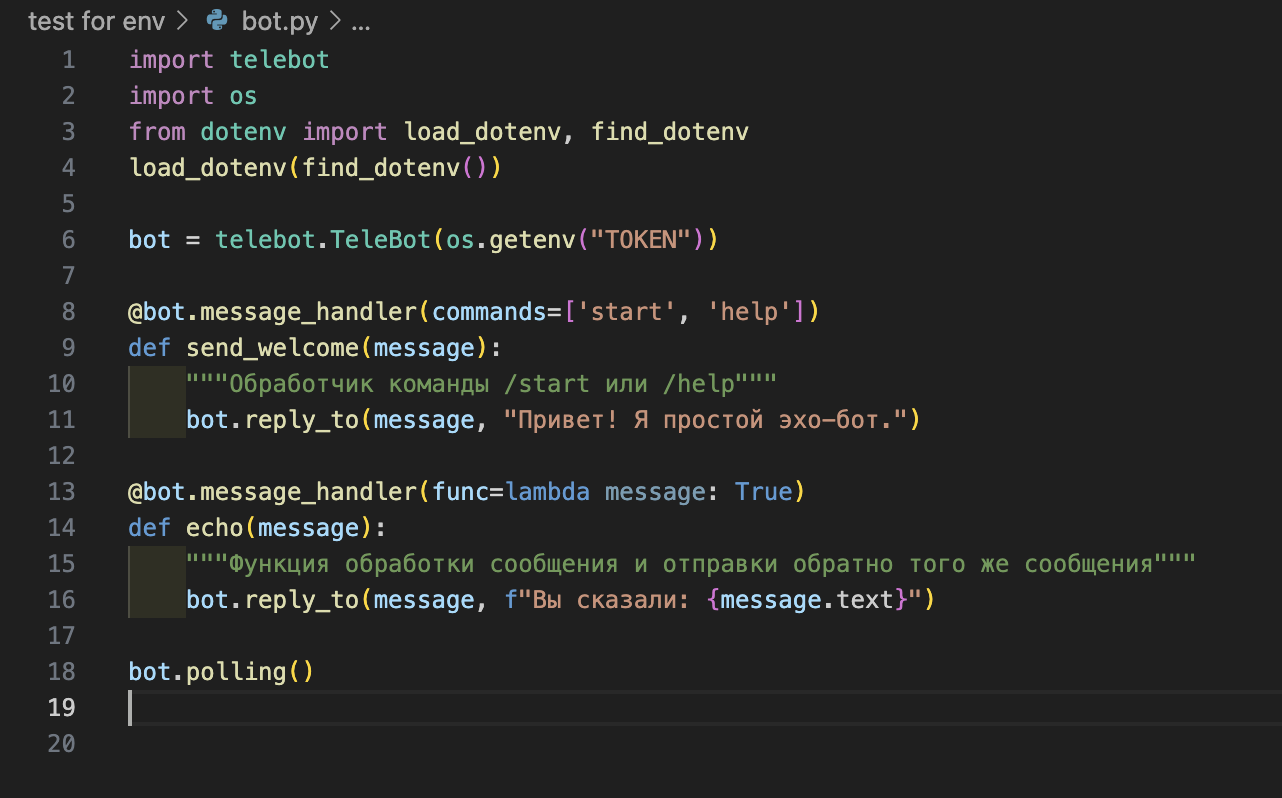 test for env > bot.py > ...
1 import telebot
2 import os
3 from dotenv import load_dotenv, find_dotenv
4 load_dotenv(find_dotenv())
5
6 bot = telebot.TeleBot(os.getenv("TOKEN"))
7
8 @bot.message_handler(commands=['start', 'help'])
9 def send_welcome(message):
10     """Обработчик команды /start или /help"""
11     bot.reply_to(message, "Привет! Я простой эхо-бот.")
12
13 @bot.message_handler(func=lambda message: True)
14 def echo(message):
15     """Функция обработки сообщения и отправки обратно того же сообщения"""
16     bot.reply_to(message, f"Вы сказали: {message.text}")
17
18 bot.polling()
19
20